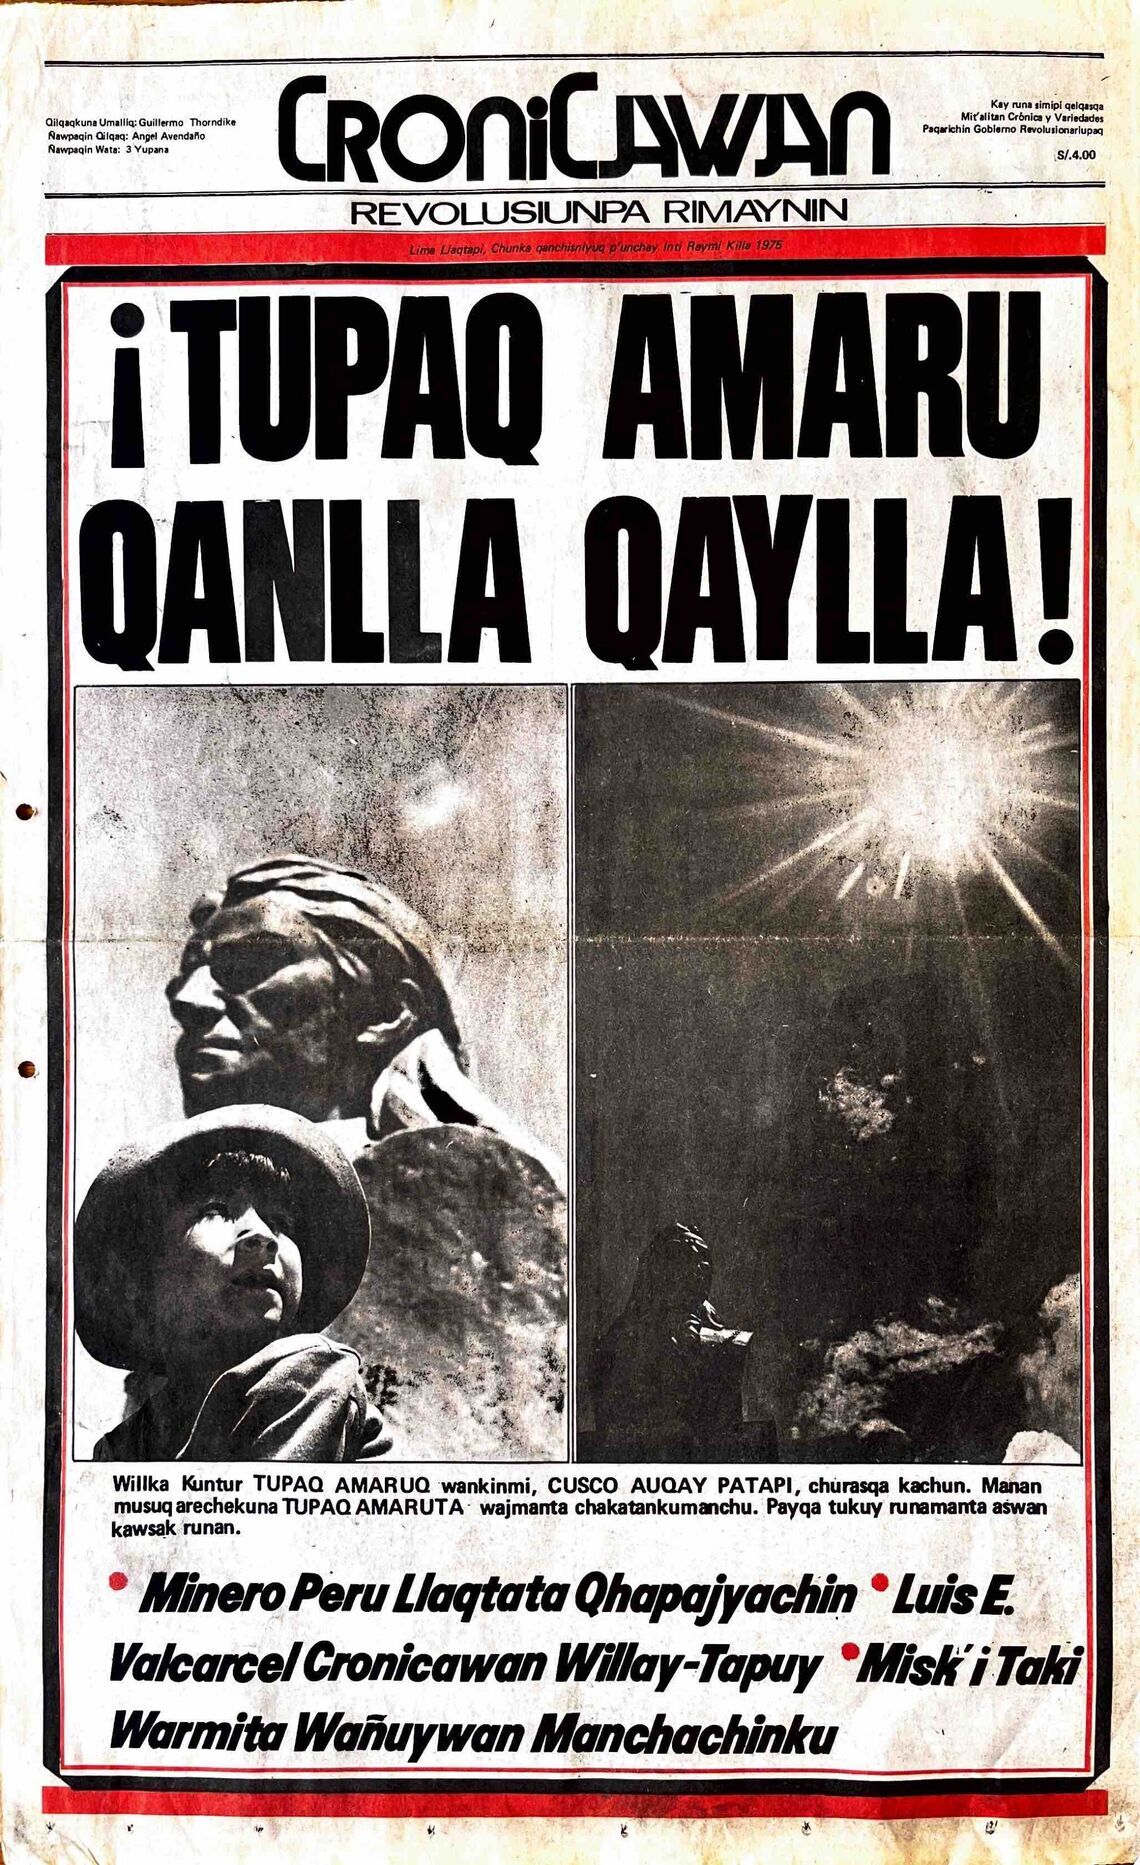 Qilqaqkuna Umalliq: Guillermo Thorndike
Ñawpaqin Qilqaq: Angel Avendaño
Ñawpaqin Wata: 3 Yupana
CRONiCAWAN
Kay runa simipi qelqasqa
Mit'alitan Crônica y Variedades
Paqarichin Gobierno Revolusionariupaq
S/.4.00
REVOLUSIUNPA RIMAYNIN
Lima Llaqtapi, Chunka qanchisniyuq p'unchay Inti Raymi Killa 1975
¡TUPAQ AMARU
QANLLA QAYLLA!
Willka Kuntur TUPAQ AMARUQ wankinmi, CUSCO AUQAY PATAPI, churasqa kachun. Manan
musuq arechekuna TUPAQ AMARUTA wajmanta chakatankumanchu. Payqa tukuy runamanta aswan
kawsak runan.
• Minero Peru Llaqtata Qhapajyachin • Luis E.
Valcarcel Cronicawan Willay-Tapuy • Misk'i Taki
Warmita Wañuywan Manchachinku